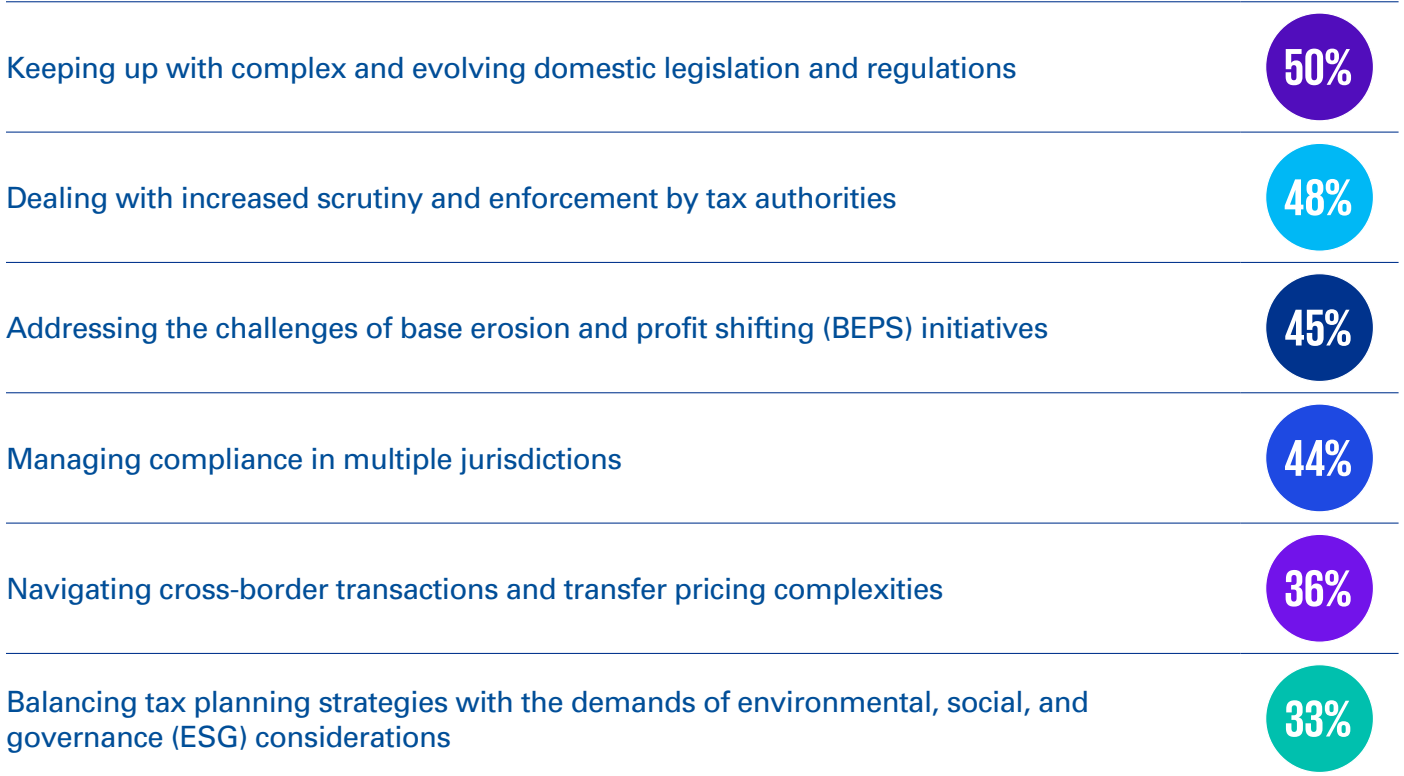 Keeping up with complex and evolving domestic legislation and regulations
50%
Dealing with increased scrutiny and enforcement by tax authorities
48%
Addressing the challenges of base erosion and profit shifting (BEPS) initiatives
45%
Managing compliance in multiple jurisdictions
44%
Navigating cross-border transactions and transfer pricing complexities
36%
Balancing tax planning strategies with the demands of environmental, social, and
governance (ESG) considerations
33%